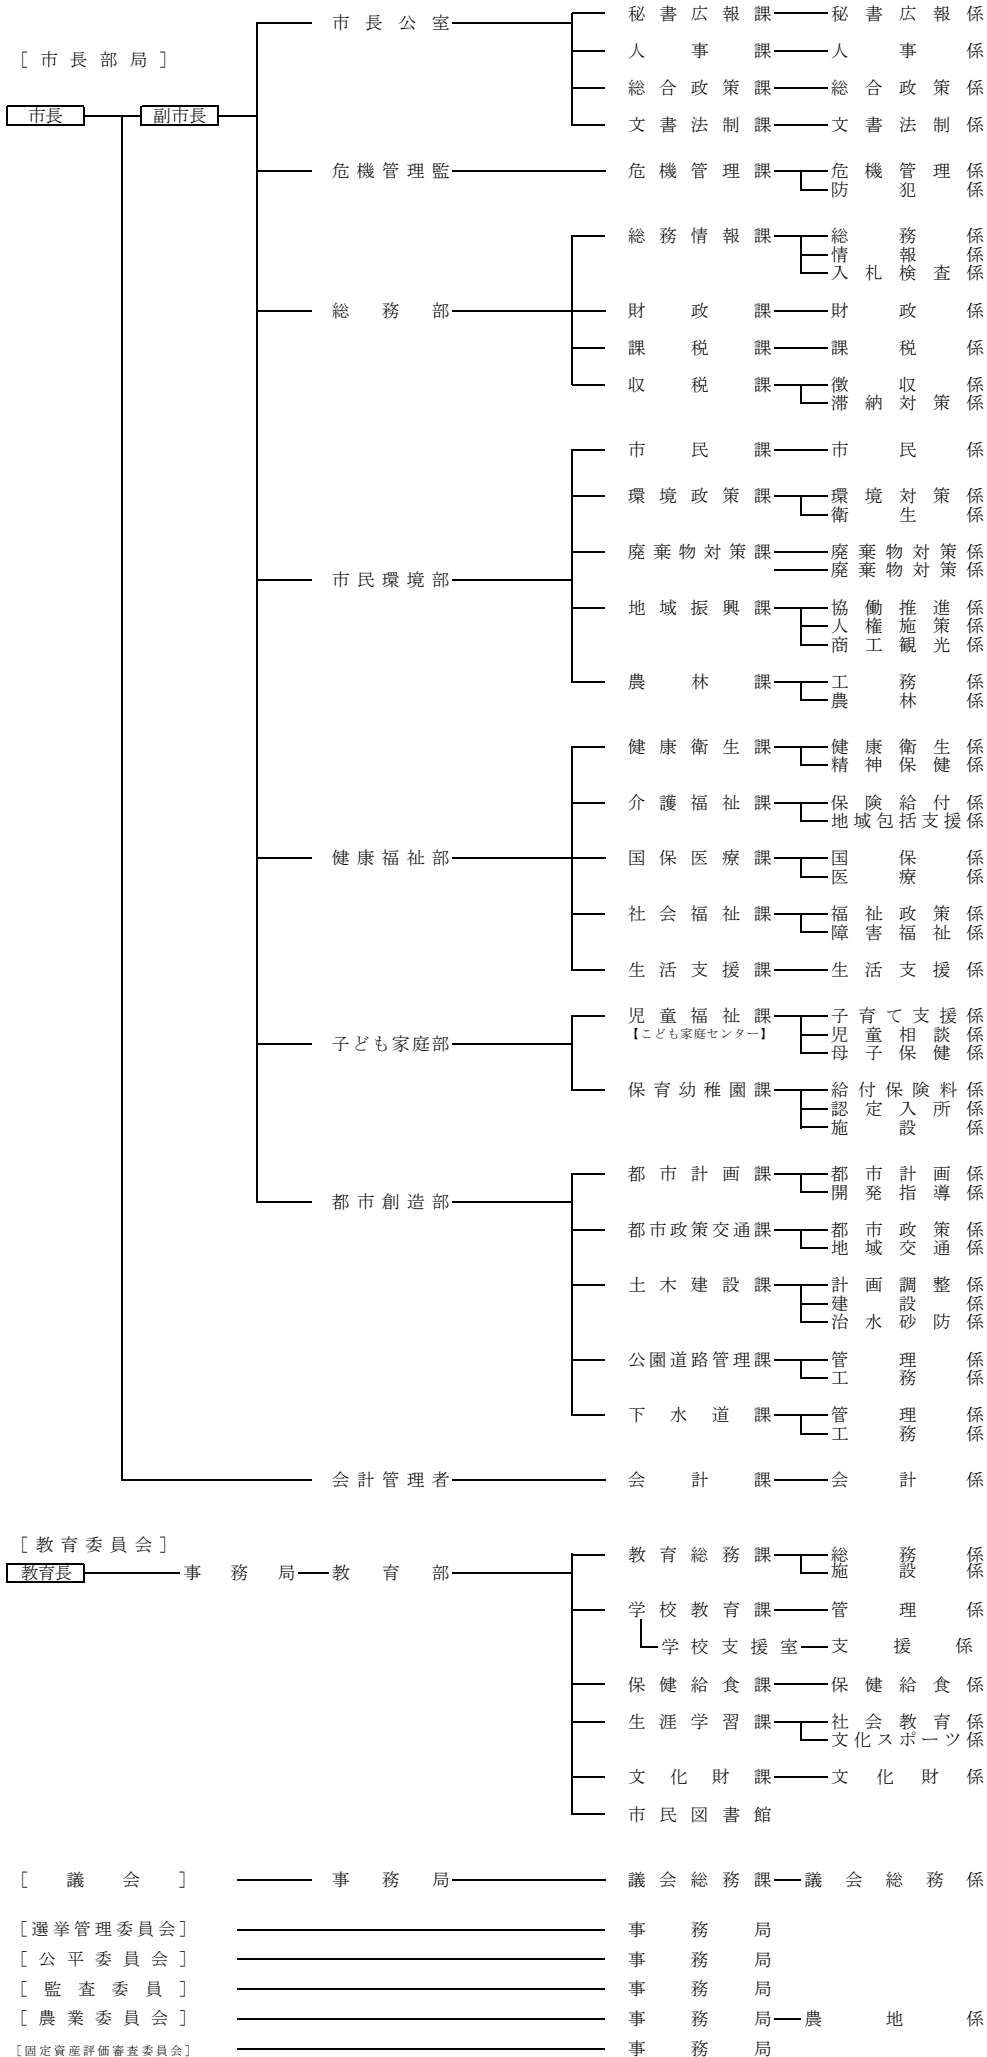 市長公室 秘書広報課 秘書広報係
［市長部局］
人事課 人事係
総合政策課 総合政策係
市長 副市長
文書法制課 文書法制係
危機管理監 危機管理課 危機管理係
防犯係
総務情報課 総務係
情報係
入札検査係
総務部 財政課 財政係
課税課 課税係
収税課 徴収係
滞納対策係
市民課 市民係
環境政策課 環境対策係
衛生係
廃棄物対策課 廃棄物対策係
廃棄物対策係
市民環境部
地域振興課 協働推進係
人権施策係
商工観光係
農林課 工務係
農林係
健康衛生課 健康衛生係
精神保健係
介護福祉課 保険給付係
地域包括支援係
健康福祉部 国保医療課 国保係
医療係
社会福祉課 福祉政策係
障害福祉係
生活支援課 生活支援係
児童福祉課 子育て支援係
【こども家庭センター】 児童相談係
子ども家庭部
母子保健係
保育幼稚園課 給付保険料係
認定入所係
施設係
都市計画課 都市計画係
開発指導係
都市創造部
都市政策交通課 都市政策係
地域交通係
土木建設課 計画調整係
建設係
治水砂防係
公園道路管理課 管理係
工務係
下水道課 管理係
工務係
会計管理者 会計課 会計係
［教育委員会］
教育総務課 総務係
教育長 事務局 教育部 施設係
学校教育課 管理係
学校支援室 支援係
保健給食課 保健給食係
生涯学習課 社会教育係
文化スポーツ係
文化財課 文化財係
市民図書館
［議会］ 事務局 議会総務課 議会総務係
［選挙管理委員会］ 事務局
［公平委員会］ 事務局
［監査委員］ 事務局
［農業委員会］ 事務局 農地係
［固定資産評価審査委員会］ 事務局